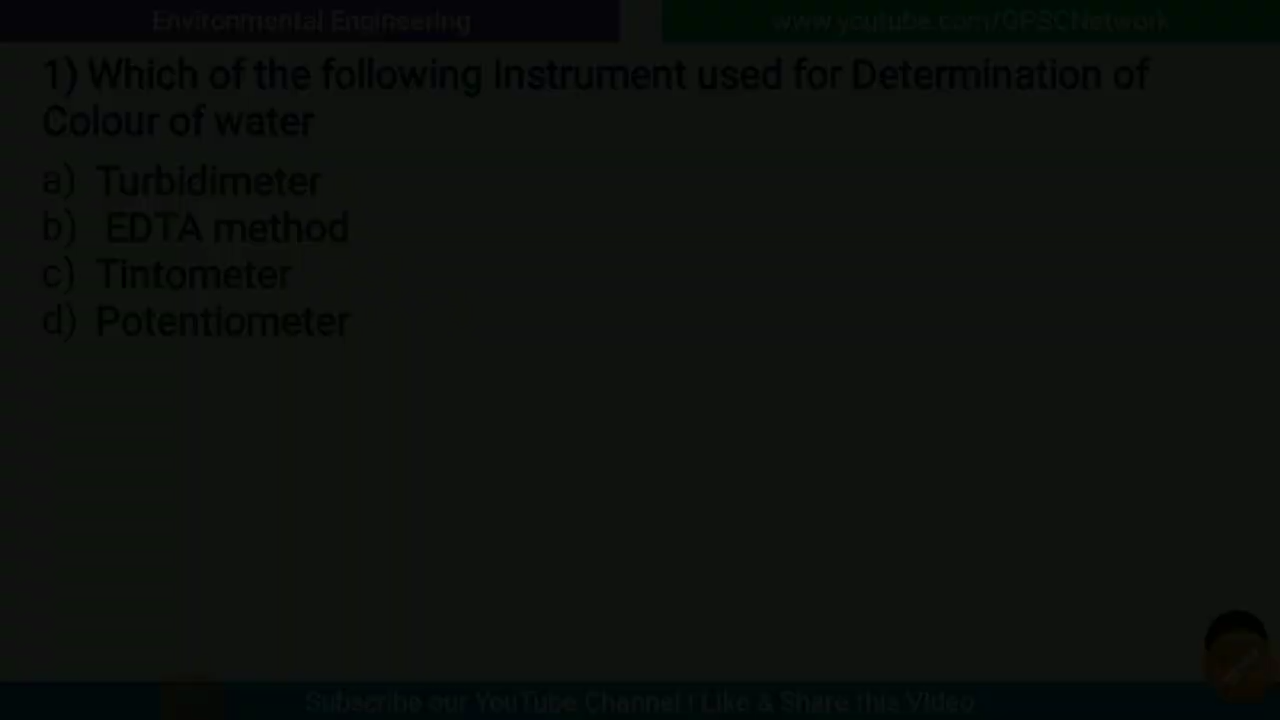 Environmental Engineering
www.youtube.com/GPSCNetwork
1) Which of the following Instrument used for Determination of
Colour of water
a) Turbidimeter
b) EDTA method
c) Tintometer
d) Potentiometer
Subscribe our YouTube Channel ! Like & Share this Video